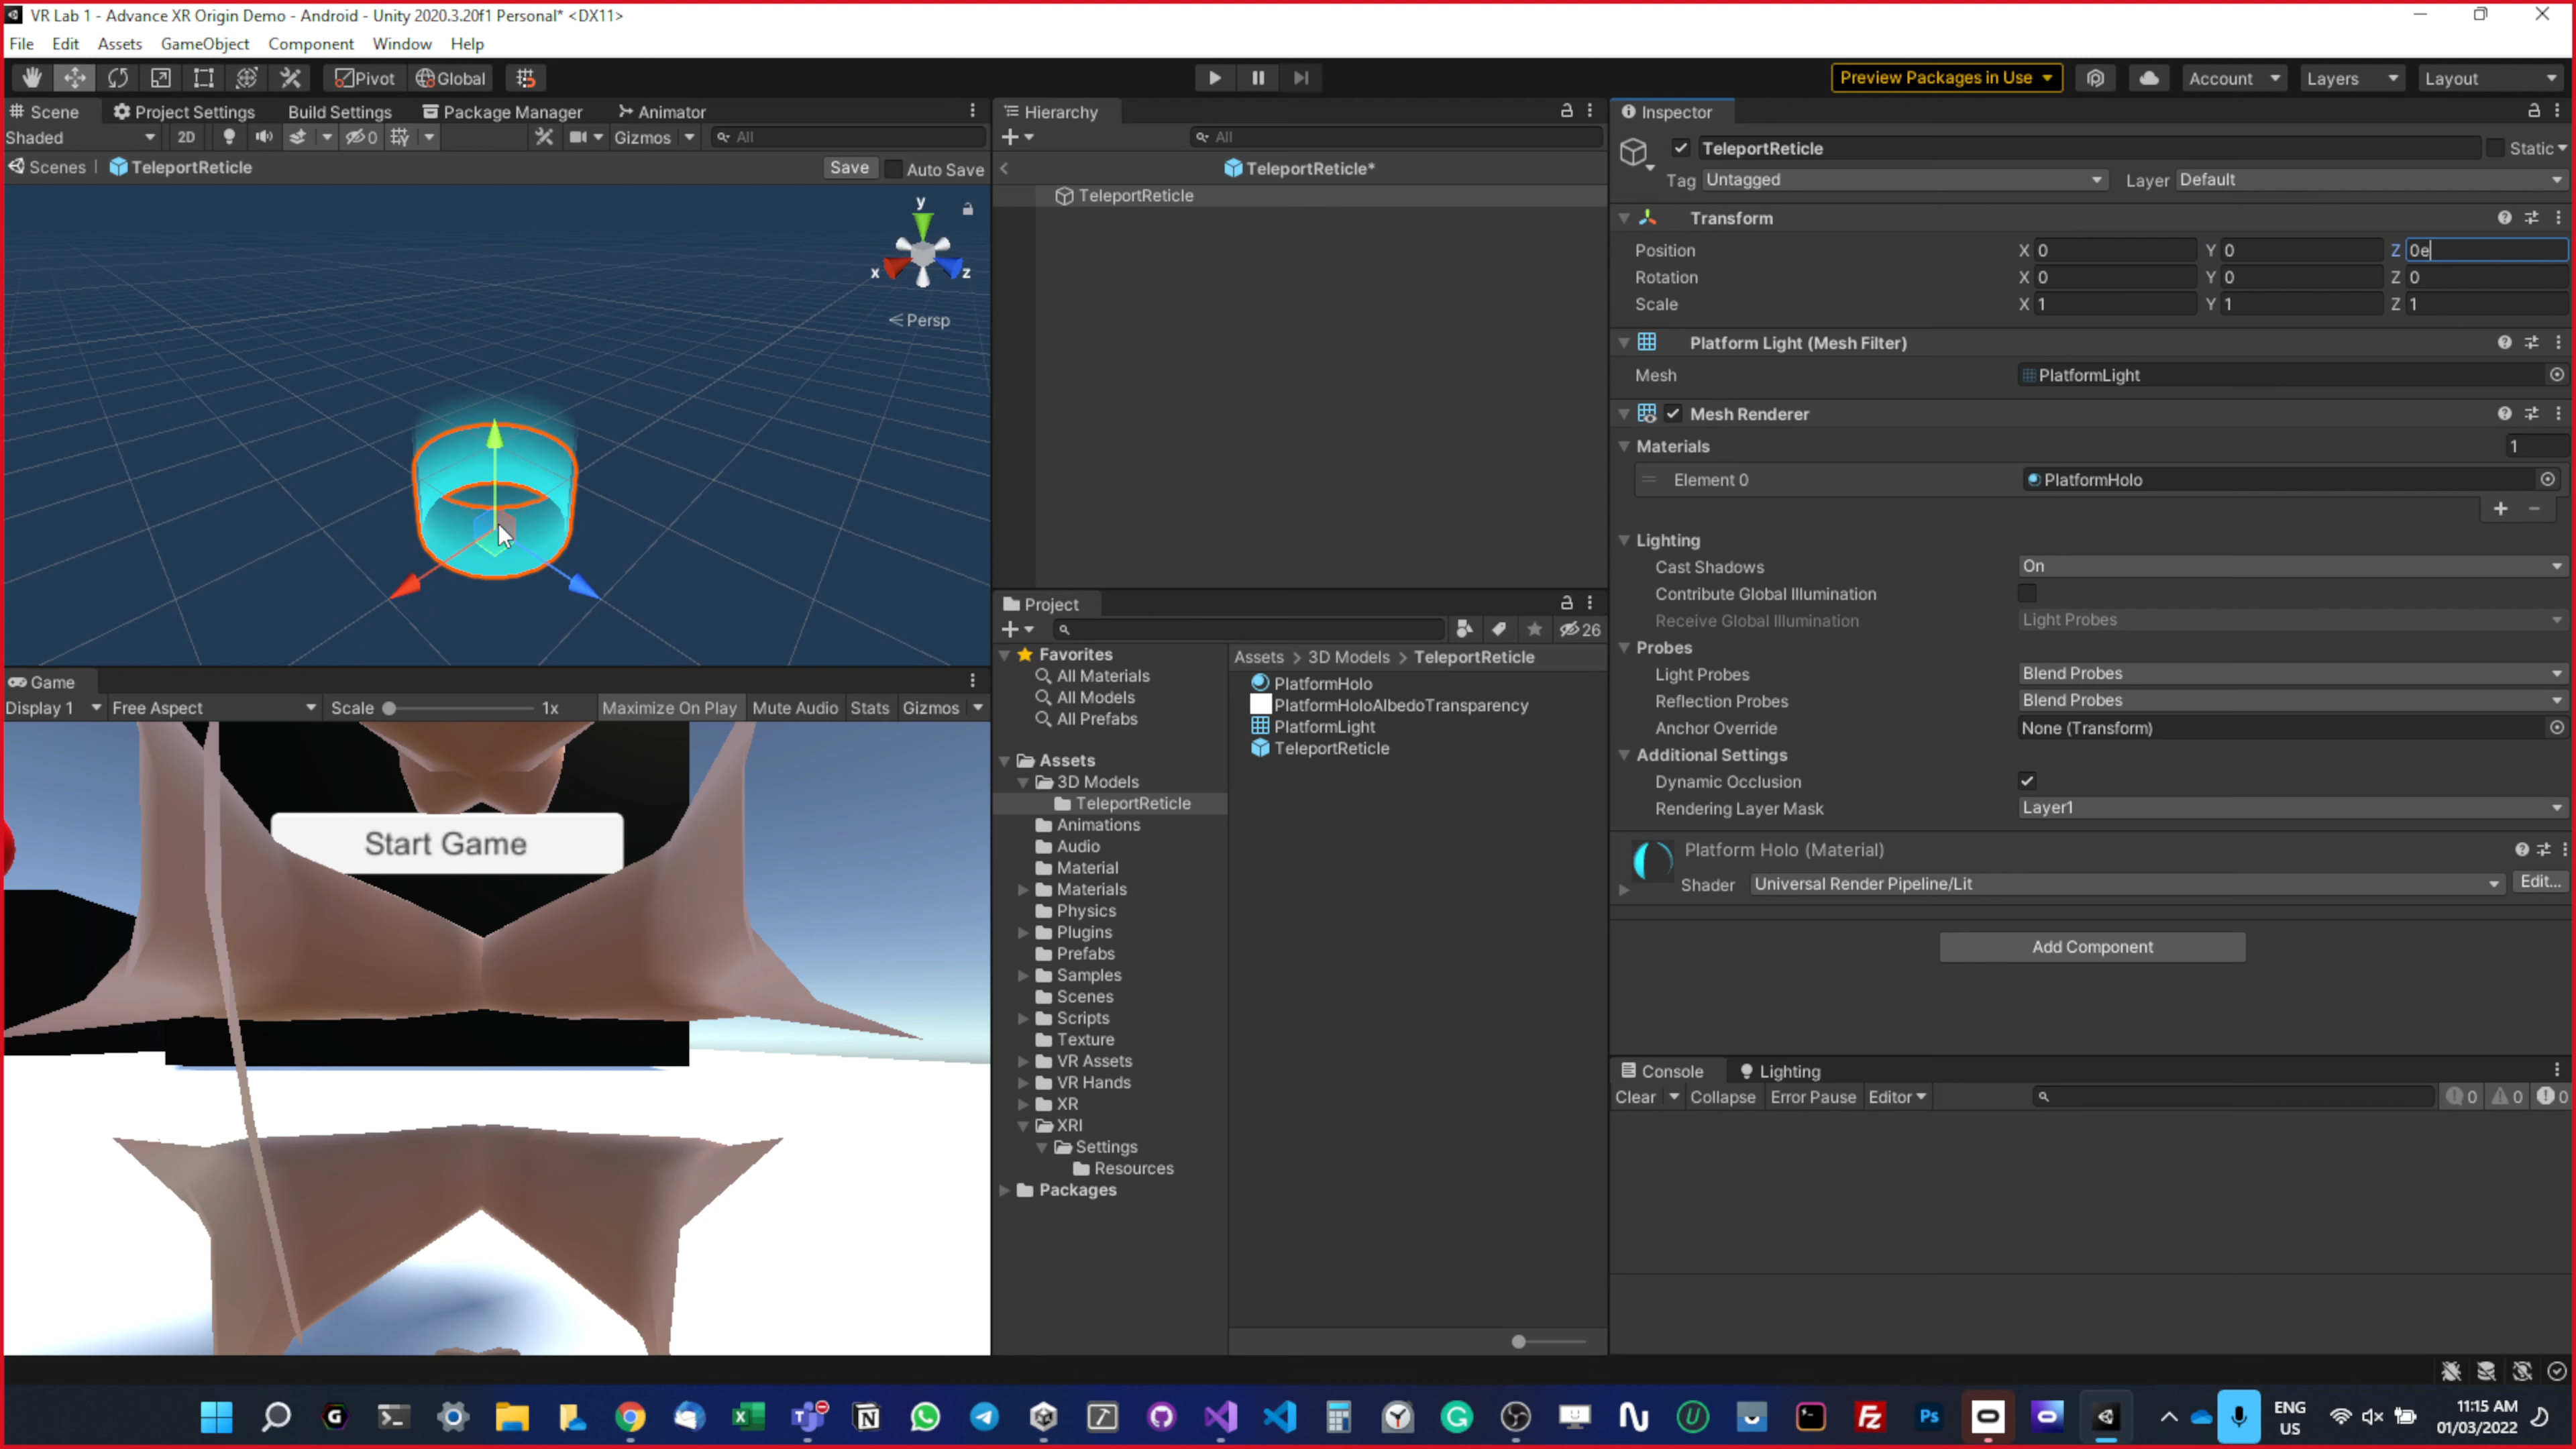 VR Lab 1 - Advance XR Origin Demo - Android - Unity 2020.3.20f1 Personal* <DX11>
File Edit Assets GameObject Component Window Help
Pivot Global Preview Packages in Use Account Layers Layout
Scene Project Settings Build Settings Package Manager Animator
Shaded 2D 0 Gizmos All
Scenes TeleportReticle Save Auto Save
y
x z
Persp
Game
Display 1 Free Aspect Scale 1x Maximize On Play Mute Audio Stats Gizmos
Start Game
Hierarchy
All
TeleportReticle*
TeleportReticle
Project
26
Favorites
All Materials
All Models
All Prefabs
Assets
3D Models
TeleportReticle
Animations
Audio
Material
Materials
Physics
Plugins
Prefabs
Samples
Scenes
Scripts
Texture
VR Assets
VR Hands
XR
XRI
Settings
Resources
Packages
Assets > 3D Models > TeleportReticle
PlatformHolo
PlatformHoloAlbedoTransparency
PlatformLight
TeleportReticle
Inspector
TeleportReticle Static
Tag Untagged Layer Default
Transform
Position X 0 Y 0 Z 0e
Rotation X 0 Y 0 Z 0
Scale X 1 Y 1 Z 1
Platform Light (Mesh Filter)
Mesh PlatformLight
Mesh Renderer
Materials 1
Element 0 PlatformHolo
Lighting
Cast Shadows On
Contribute Global Illumination
Receive Global Illumination Light Probes
Probes
Light Probes Blend Probes
Reflection Probes Blend Probes
Anchor Override None (Transform)
Additional Settings
Dynamic Occlusion
Rendering Layer Mask Layer1
Platform Holo (Material)
Shader Universal Render Pipeline/Lit Edit...
Add Component
Console Lighting
Clear Collapse Error Pause Editor 0 0 0
ENG
US
11:15 AM
01/03/2022